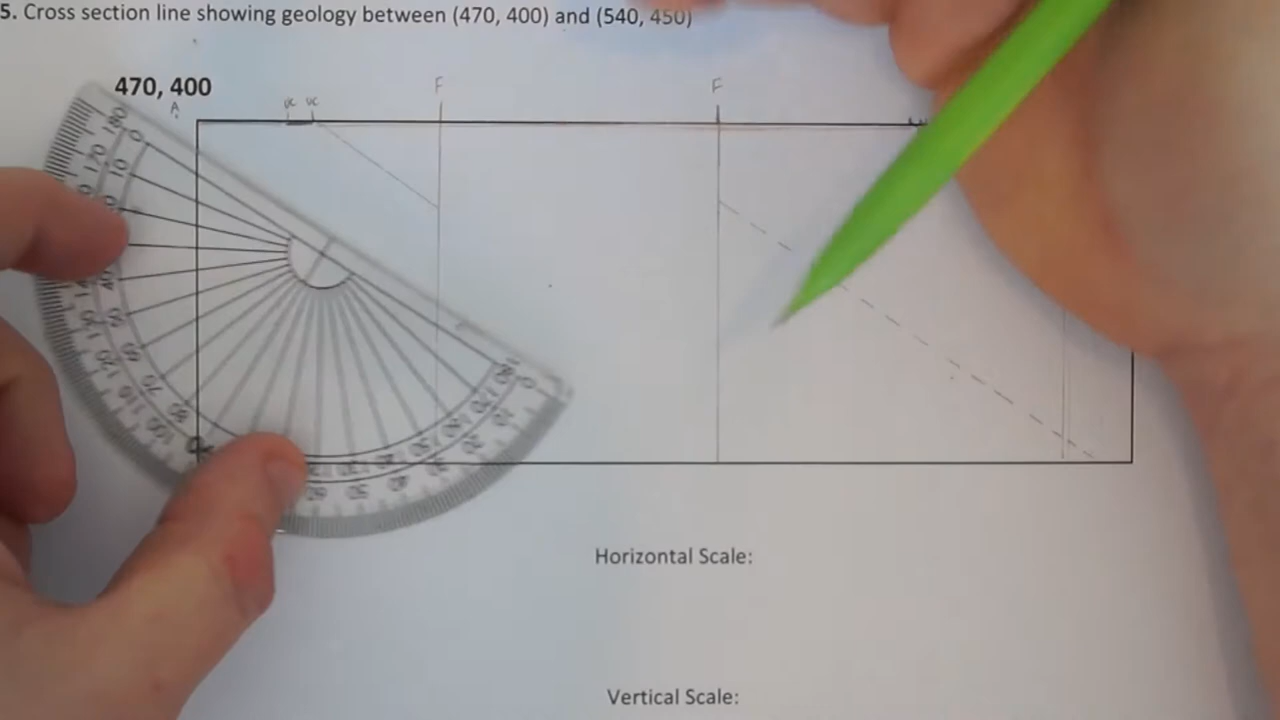 5. Cross section line showing geology between (470, 400) and (540, 450)
470, 400
A
F
F
Horizontal Scale:
Vertical Scale: